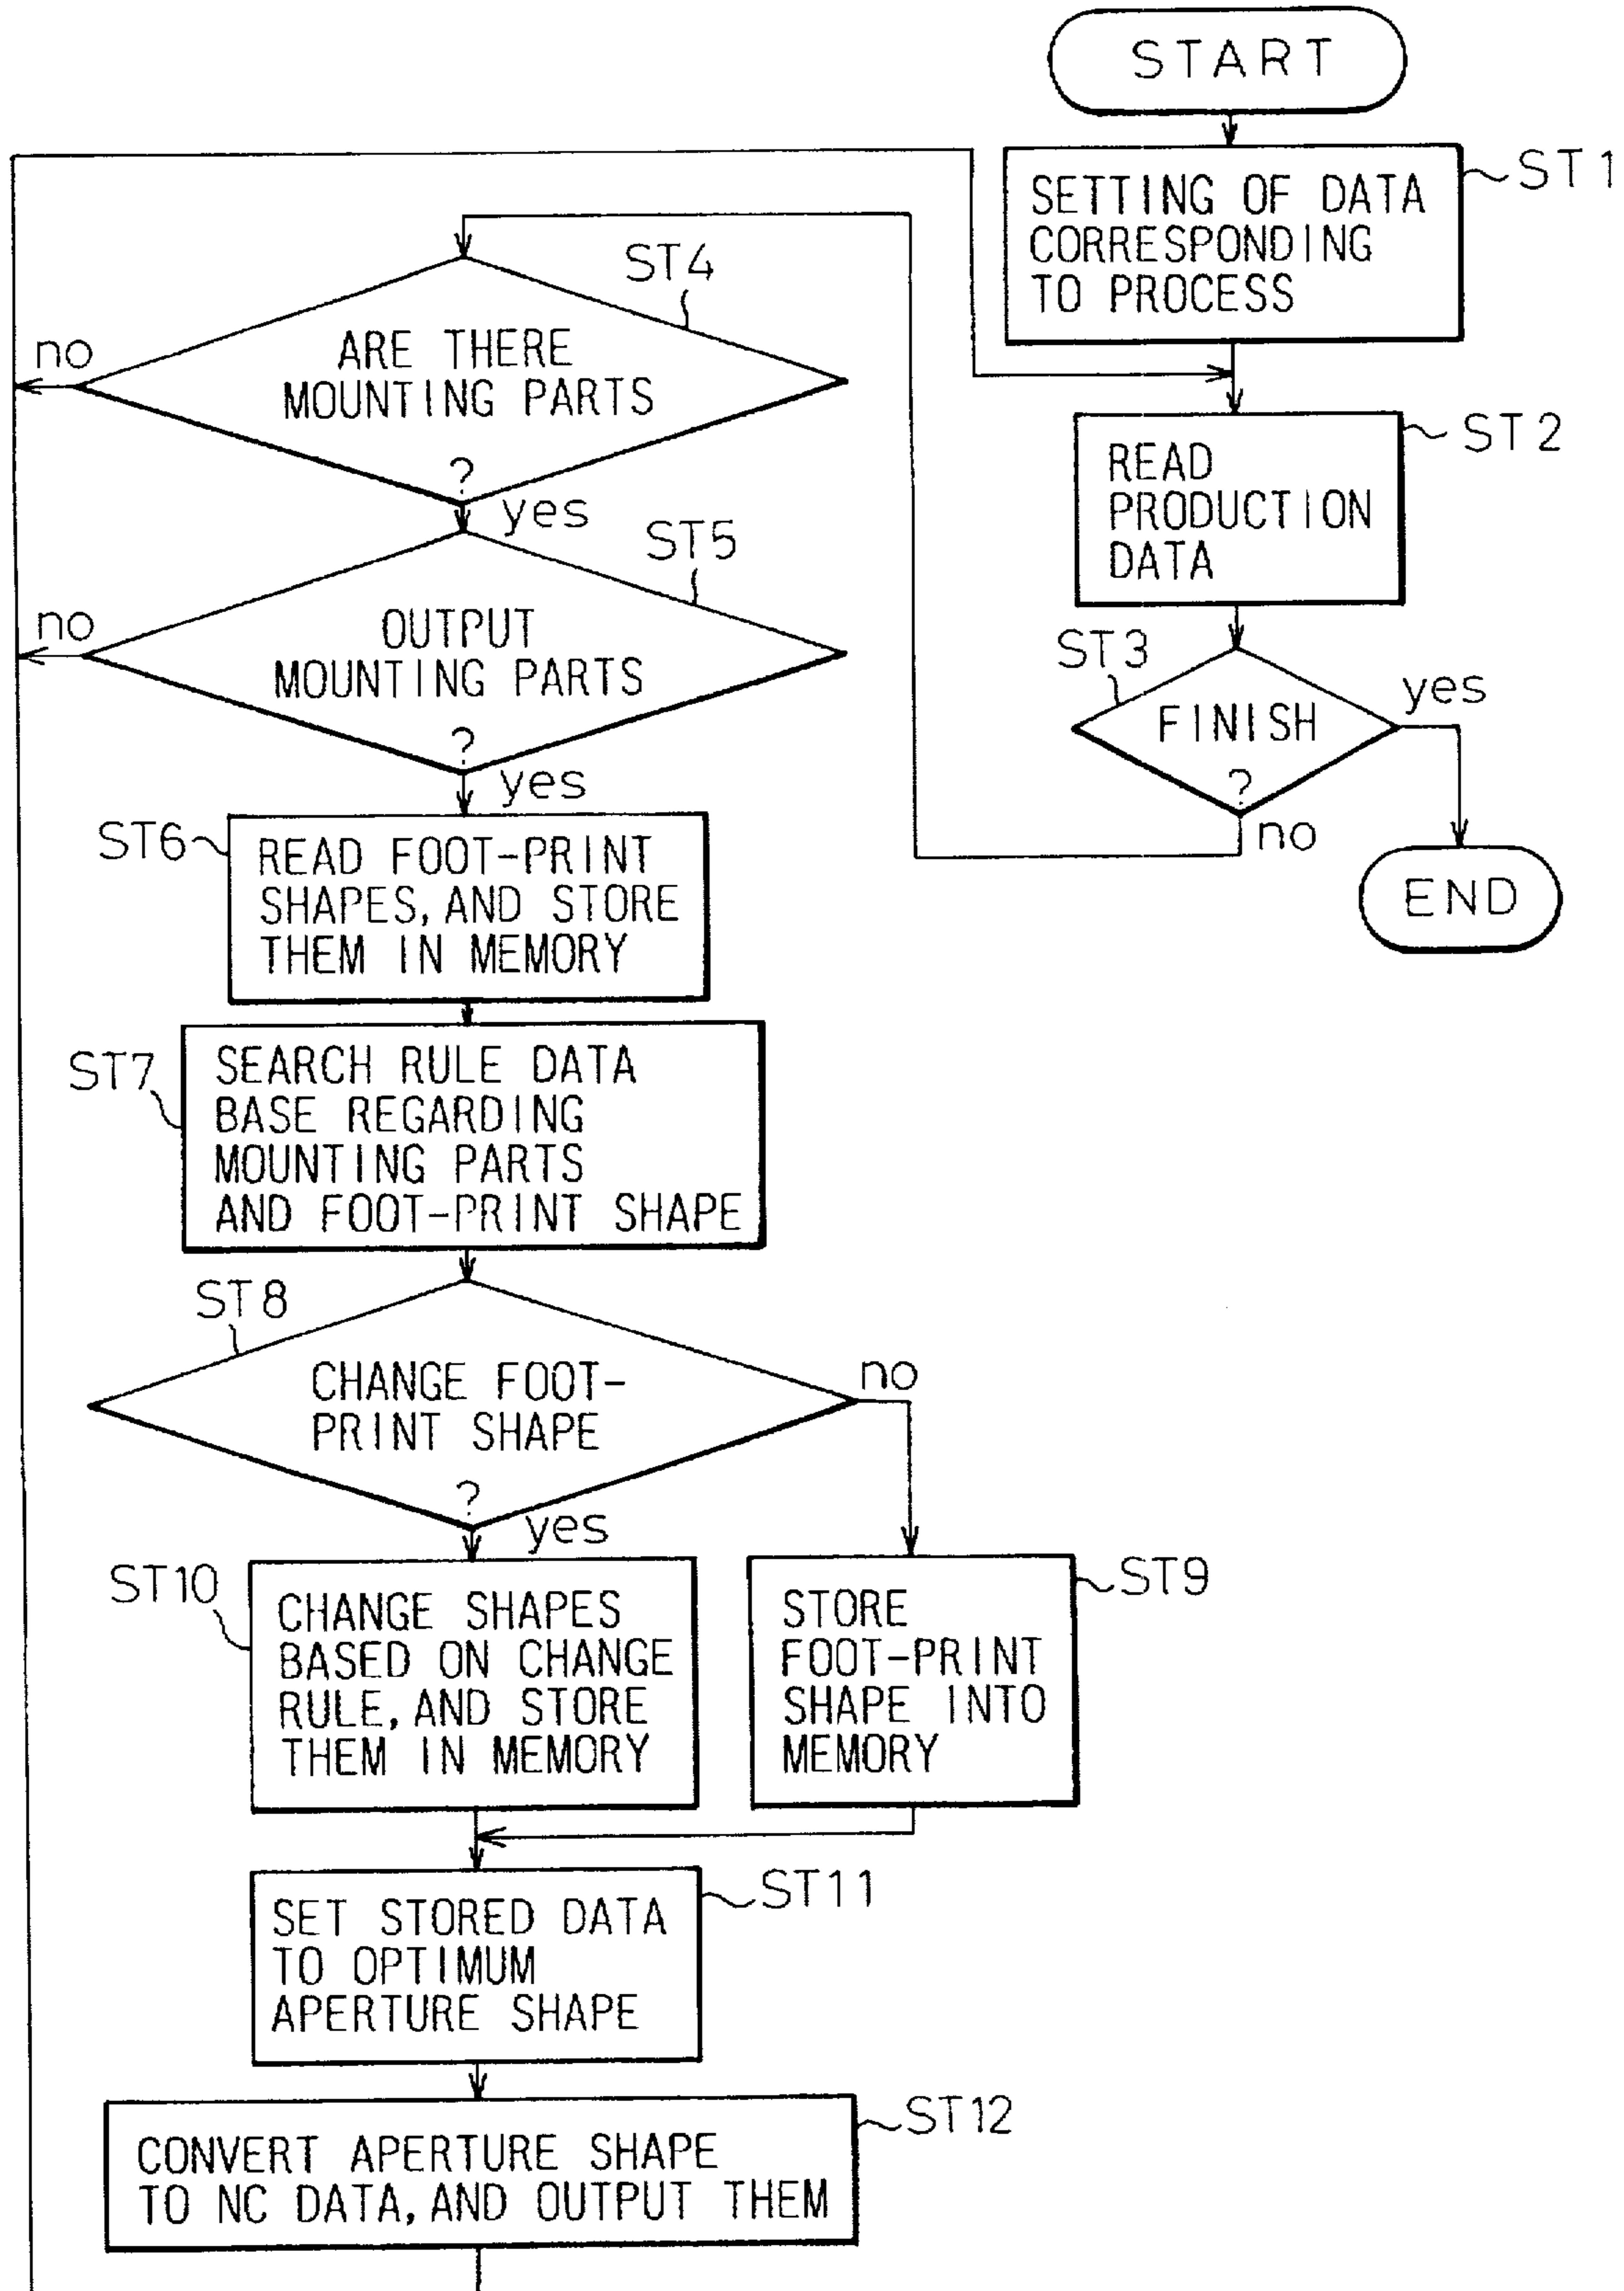 START
SETTING OF DATA
CORRESPONDING
TO PROCESS
ST1
READ
PRODUCTION
DATA
ST2
ST3
FINISH
?
yes
no
END
ST4
ARE THERE
MOUNTING PARTS
?
no
yes
ST5
OUTPUT
MOUNTING PARTS
?
no
yes
ST6
READ FOOT-PRINT
SHAPES, AND STORE
THEM IN MEMORY
ST7
SEARCH RULE DATA
BASE REGARDING
MOUNTING PARTS
AND FOOT-PRINT SHAPE
ST8
CHANGE FOOT-
PRINT SHAPE
?
no
yes
ST10
CHANGE SHAPES
BASED ON CHANGE
RULE, AND STORE
THEM IN MEMORY
ST9
STORE
FOOT-PRINT
SHAPE INTO
MEMORY
ST11
SET STORED DATA
TO OPTIMUM
APERTURE SHAPE
ST12
CONVERT APERTURE SHAPE
TO NC DATA, AND OUTPUT THEM